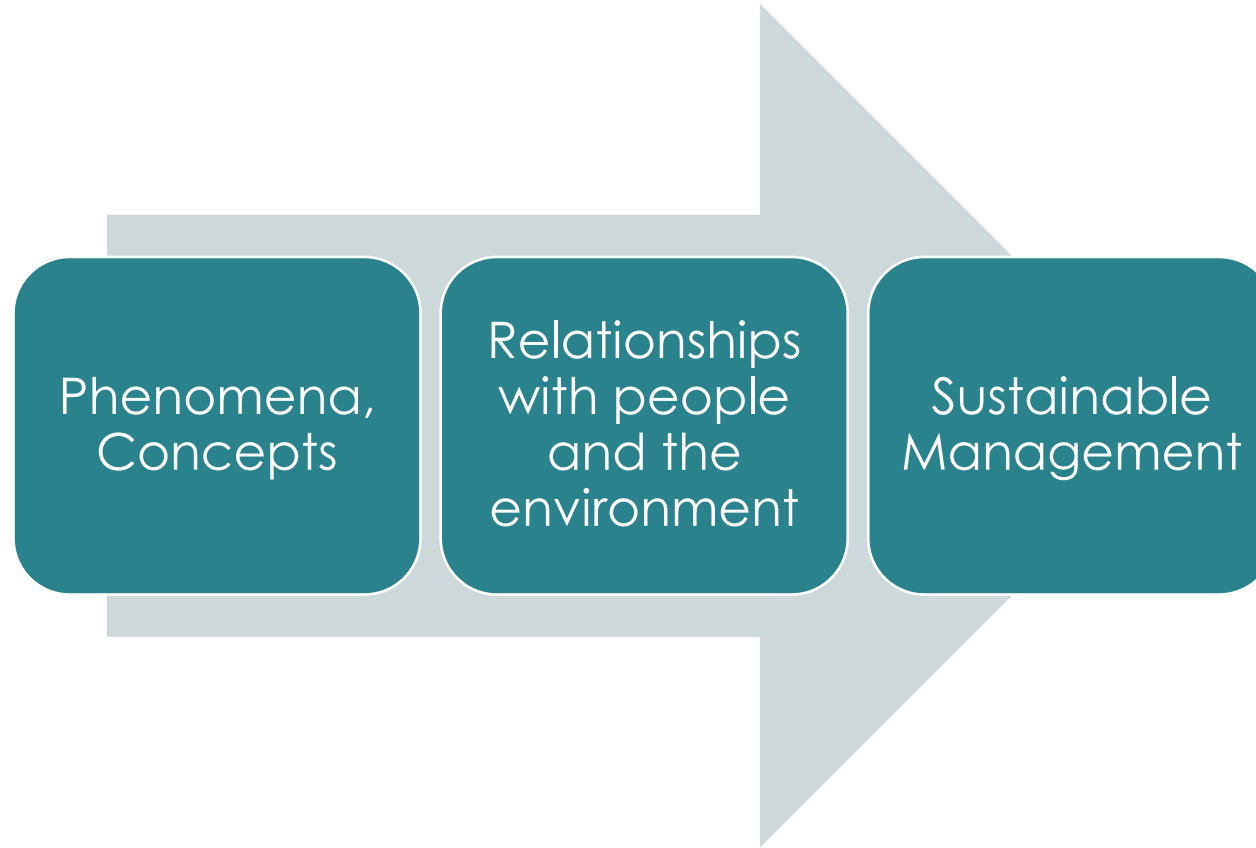 Phenomena,
Concepts
Relationships
with people
and the
environment
Sustainable
Management